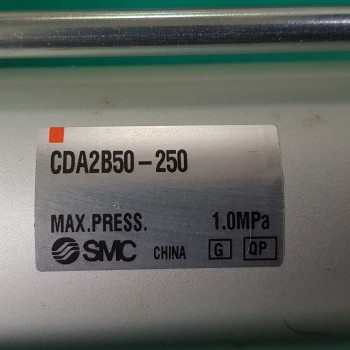 CDA2B50-250
MAX.PRESS. 1.0MPa
SMC CHINA G QP